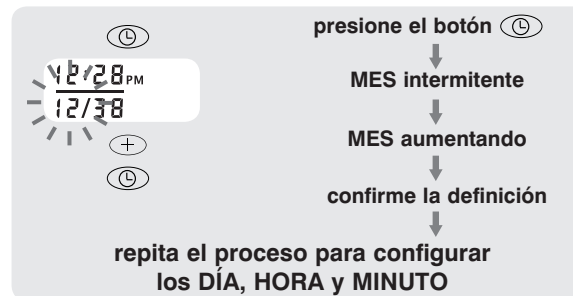 presione el botón
12:28 PM
12/38
MES intermitente
+
MES aumentando
confirme la definición
repita el proceso para configurar
los DÍA, HORA y MINUTO